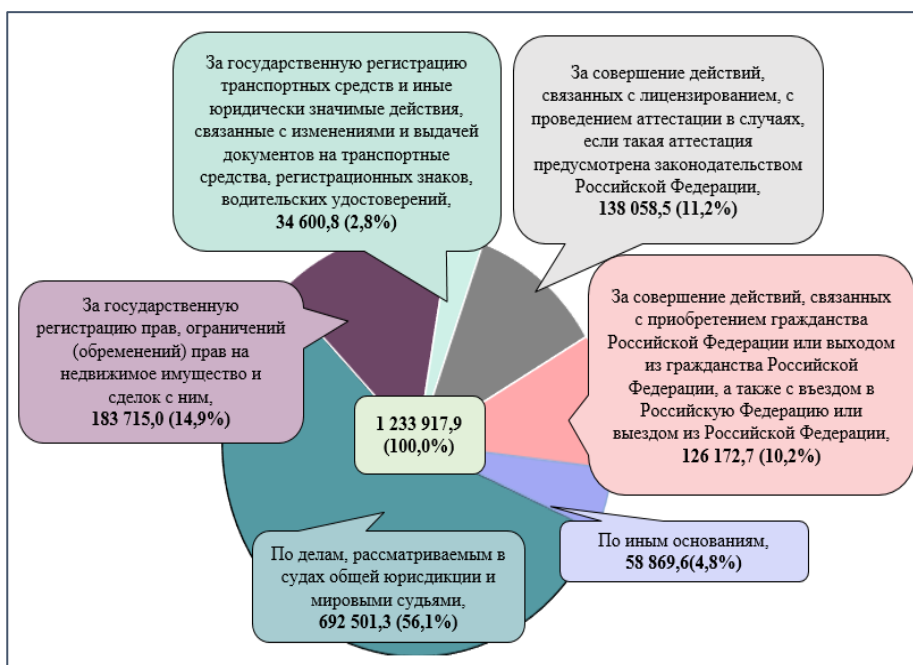 За государственную регистрацию
транспортных средств и иные
юридически значимые действия,
связанные с изменениями и выдачей
документов на транспортные
средства, регистрационных знаков,
водительских удостоверений,
34 600,8 (2,8%)
За совершение действий,
связанных с лицензированием, с
проведением аттестации в случаях,
если такая аттестация
предусмотрена законодательством
Российской Федерации,
138 058,5 (11,2%)
За государственную
регистрацию прав, ограничений
(обременений) прав на
недвижимое имущество и
сделок с ним,
183 715,0 (14,9%)
За совершение действий, связанных
с приобретением гражданства
Российской Федерации или выходом
из гражданства Российской
Федерации, а также с въездом в
Российскую Федерацию или
выездом из Российской Федерации,
126 172,7 (10,2%)
1 233 917,9
(100,0%)
По делам, рассматриваемым в
судах общей юрисдикции и
мировыми судьями,
692 501,3 (56,1%)
По иным основаниям,
58 869,6(4,8%)